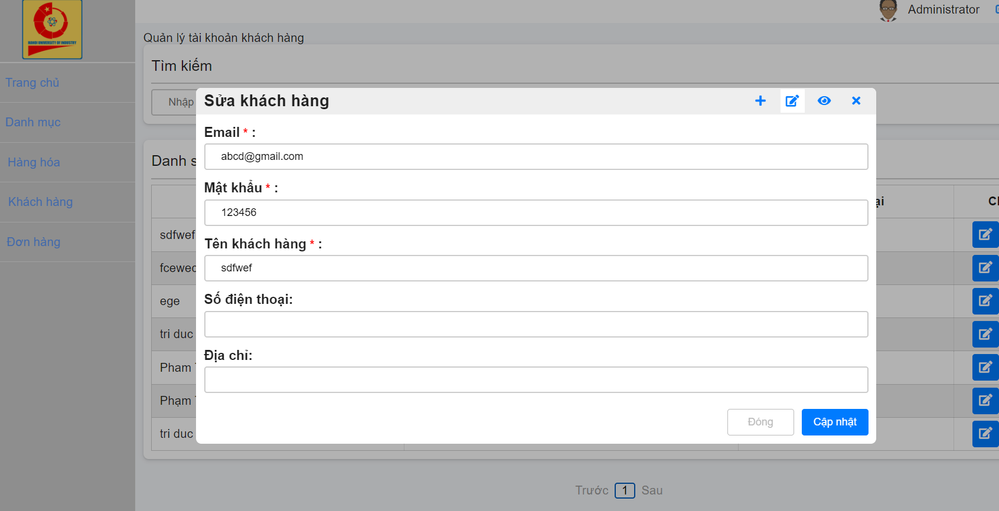 HANOI UNIVERSITY OF INDUSTRY
Administrator
Trang chủ
Danh mục
Hàng hóa
Khách hàng
Đơn hàng
Quản lý tài khoản khách hàng
Tìm kiếm
Nhập
Sửa khách hàng
Email * :
abcd@gmail.com
Mật khẩu * :
123456
Tên khách hàng * :
sdfwef
Số điện thoại:
Địa chỉ:
Đóng
Cập nhật
Danh s
ại
sdfwef
fcewec
ege
tri duc
Pham
Phạm
tri duc
Trước 1 Sau